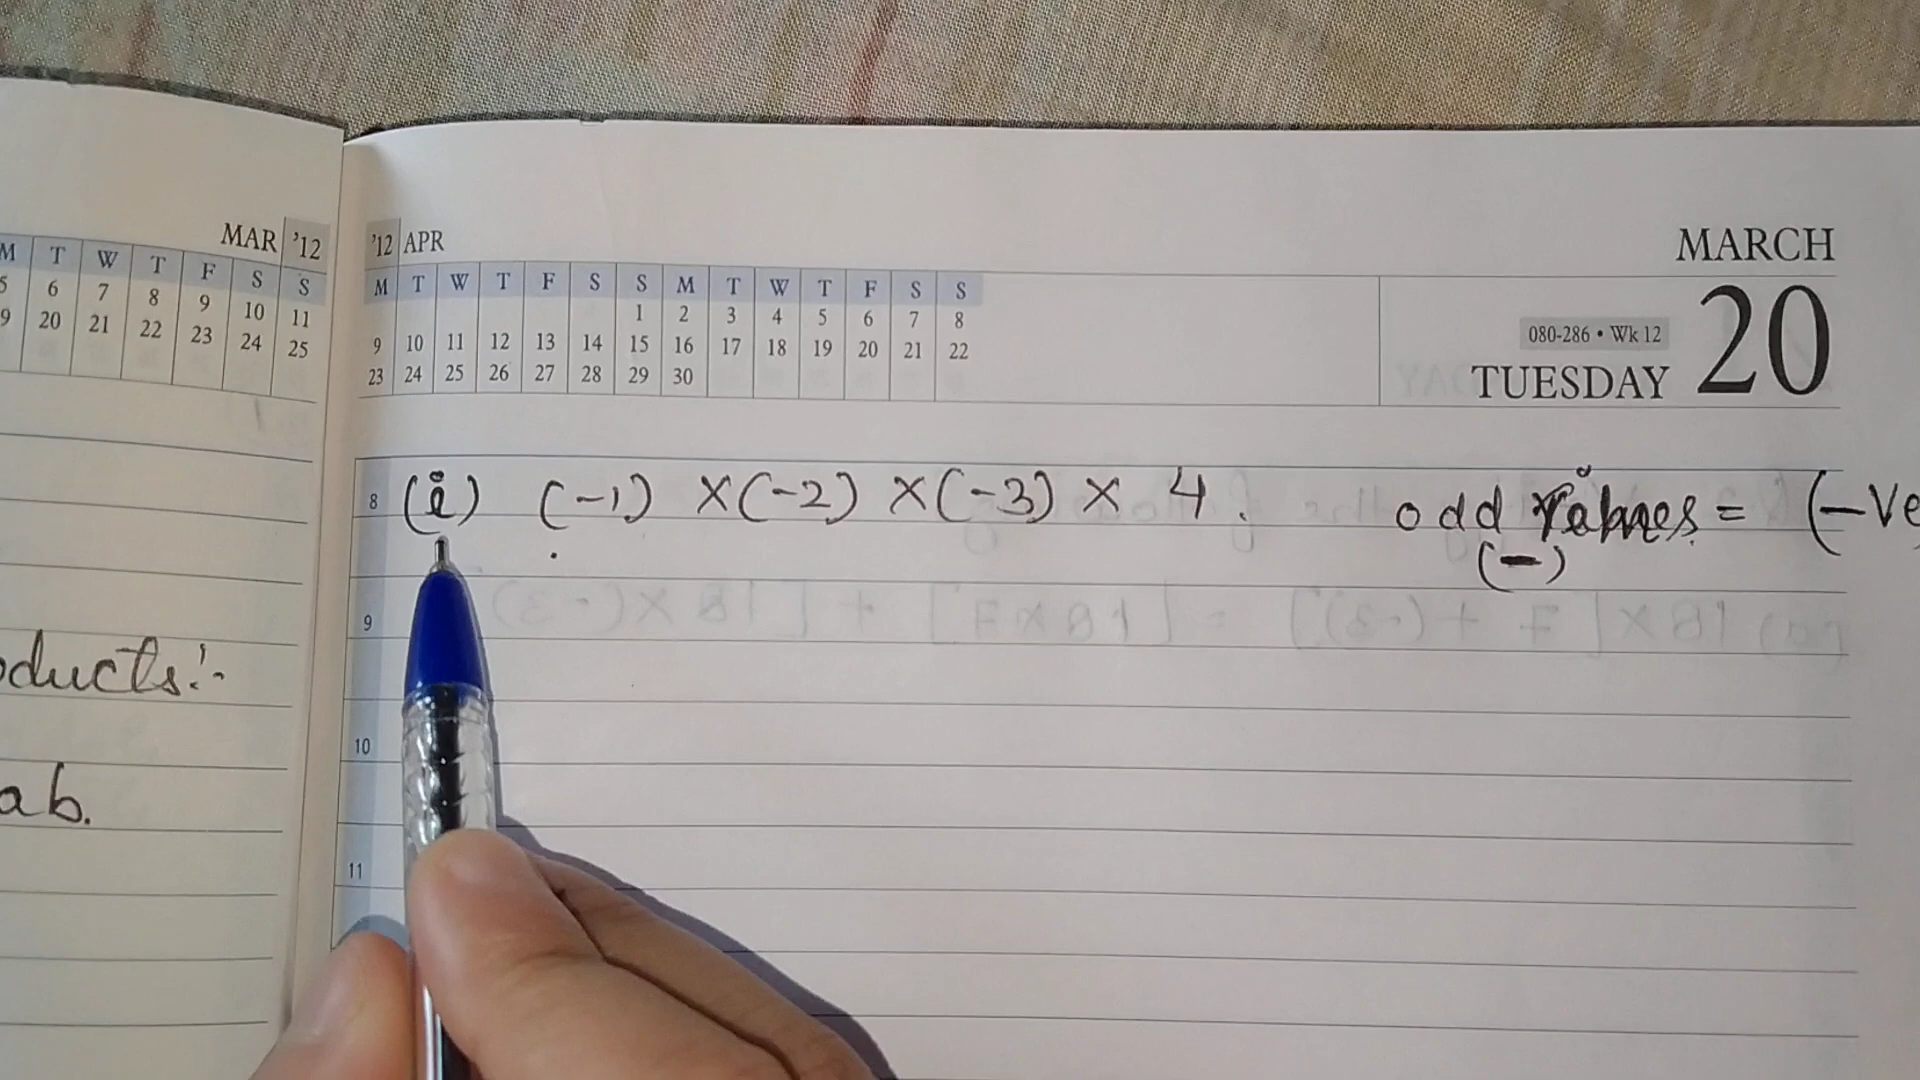 MAR '12
M T W T F S S
5 6 7 8 9 10 11
9 20 21 22 23 24 25
oducts:-
ab.
'12 APR
M T W T F S S M T W T F S S
1 2 3 4 5 6 7 8
9 10 11 12 13 14 15 16 17 18 19 20 21 22
23 24 25 26 27 28 29 30
MARCH
080-286 • Wk 12
TUESDAY 20
8 (i) (-1) ×(-2) ×(-3) × 4. odd = (-ve
(-)
9
10
11